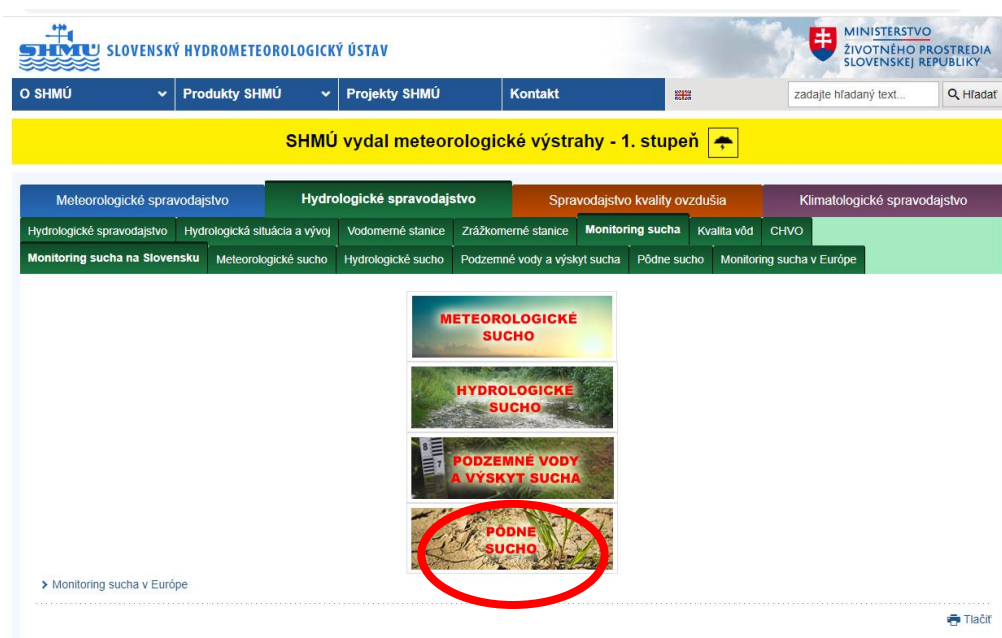 SHMÚ SLOVENSKÝ HYDROMETEOROLOGICKÝ ÚSTAV
MINISTERSTVO
ŽIVOTNÉHO PROSTREDIA
SLOVENSKEJ REPUBLIKY
O SHMÚ Produkty SHMÚ Projekty SHMÚ Kontakt zadajte hľadaný text... Hľadať
SHMÚ vydal meteorologické výstrahy - 1. stupeň
Meteorologické spravodajstvo Hydrologické spravodajstvo Spravodajstvo kvality ovzdušia Klimatologické spravodajstvo
Hydrologické spravodajstvo Hydrologická situácia a vývoj Vodomerné stanice Zrážkomerné stanice Monitoring sucha Kvalita vôd CHVO
Monitoring sucha na Slovensku Meteorologické sucho Hydrologické sucho Podzemné vody a výskyt sucha Pôdne sucho Monitoring sucha v Európe
METEOROLOGICKÉ
SUCHO
HYDROLOGICKÉ
SUCHO
8
7
PODZEMNÉ VODY
A VÝSKYT SUCHA
PÔDNE
SUCHO
Monitoring sucha v Európe
Tlačiť